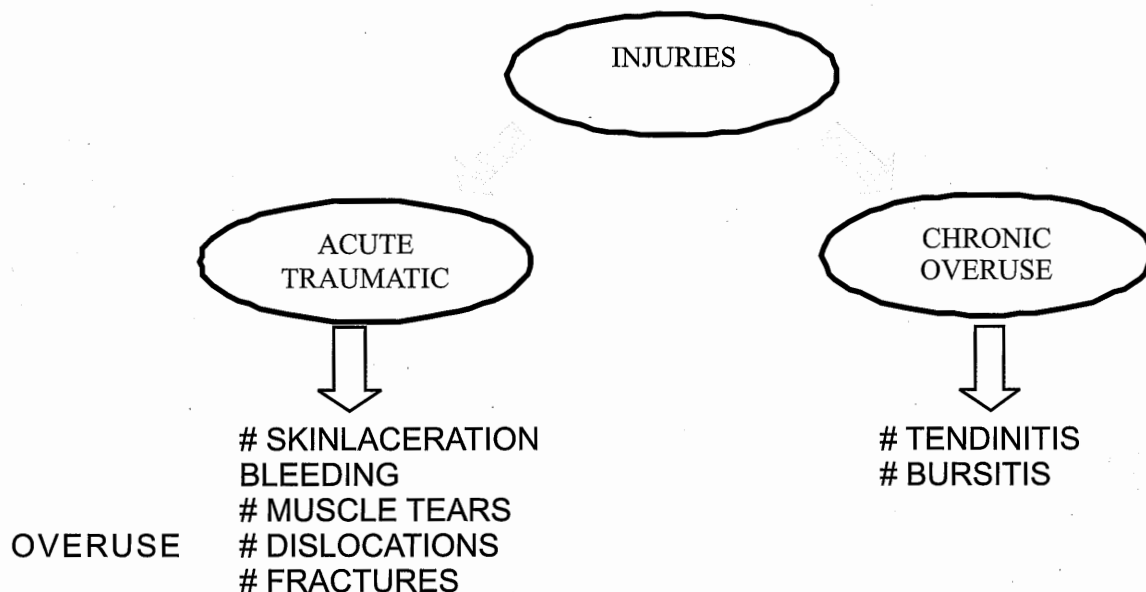 INJURIES
ACUTE
TRAUMATIC
CHRONIC
OVERUSE
# SKINLACERATION
BLEEDING
# MUSCLE TEARS
OVERUSE # DISLOCATIONS
# FRACTURES
# TENDINITIS
# BURSITIS